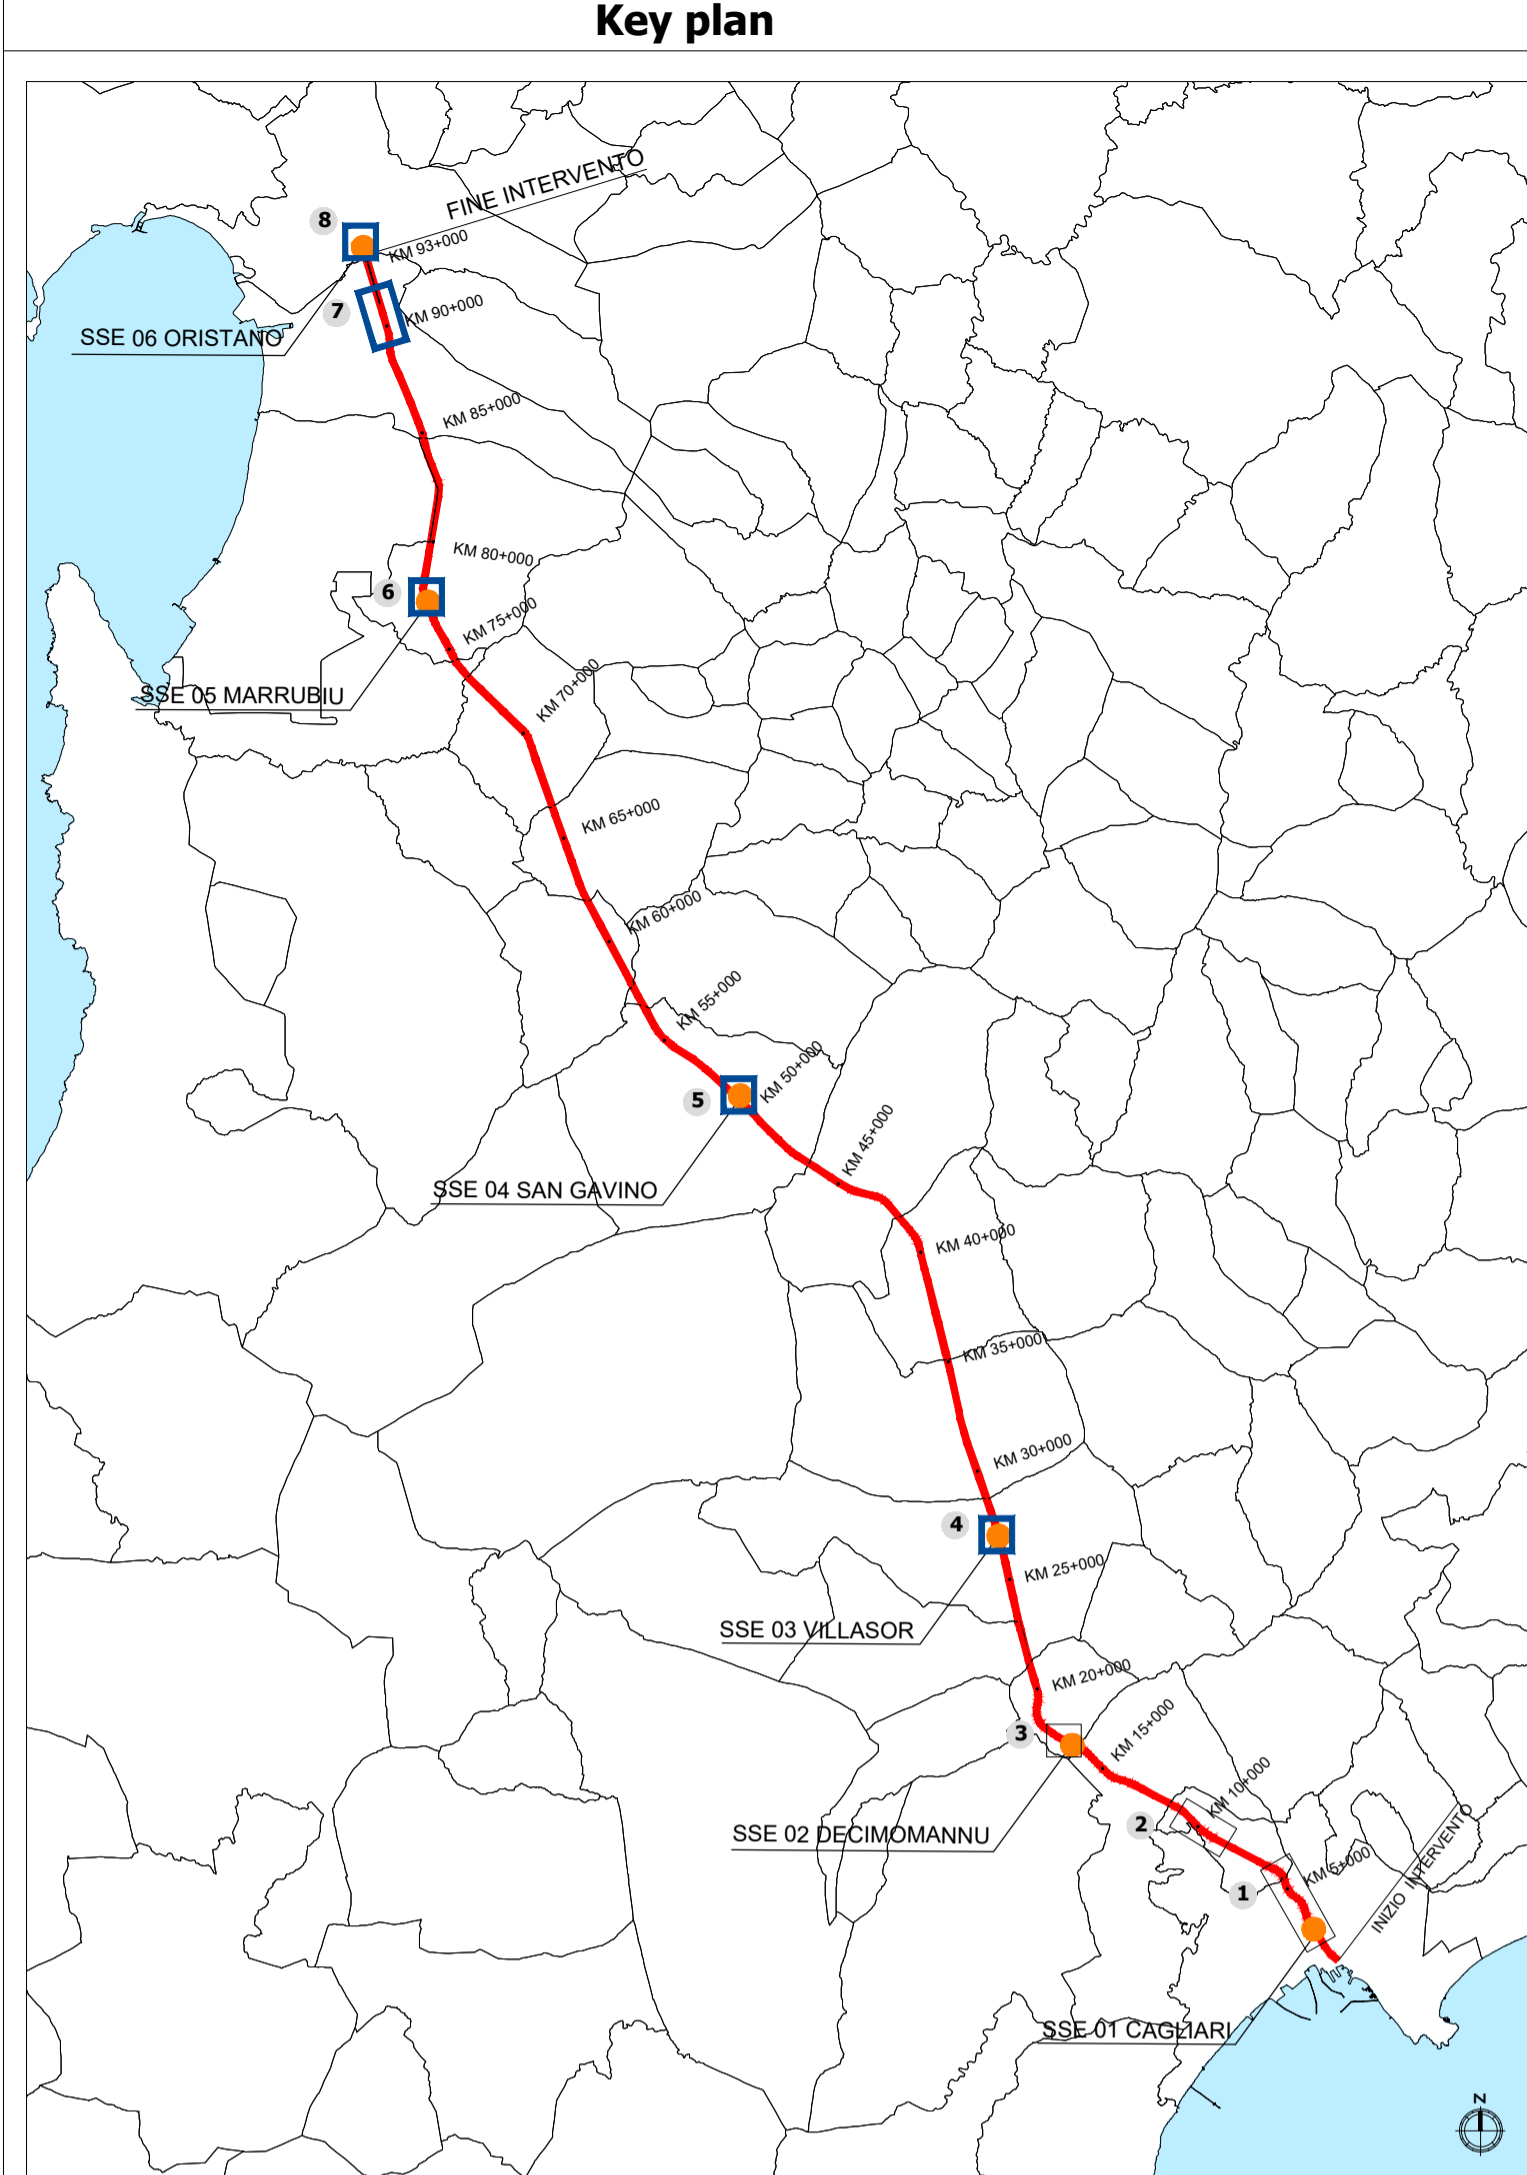 Key plan
FINE INTERVENTO
8
KM 93+000
7
KM 90+000
SSE 06 ORISTANO
KM 85+000
KM 80+000
6
KM 75+000
SSE 05 MARRUBIU
KM 70+000
KM 65+000
KM 60+000
KM 55+000
KM 50+000
5
KM 45+000
SSE 04 SAN GAVINO
KM 40+000
KM 35+000
KM 30+000
4
KM 25+000
SSE 03 VILLASOR
KM 20+000
3
KM 15+000
KM 10+000
2
SSE 02 DECIMOMANNU
KM 5+000
1
INIZIO INTERVENTO
SSE 01 CAGLIARI
N